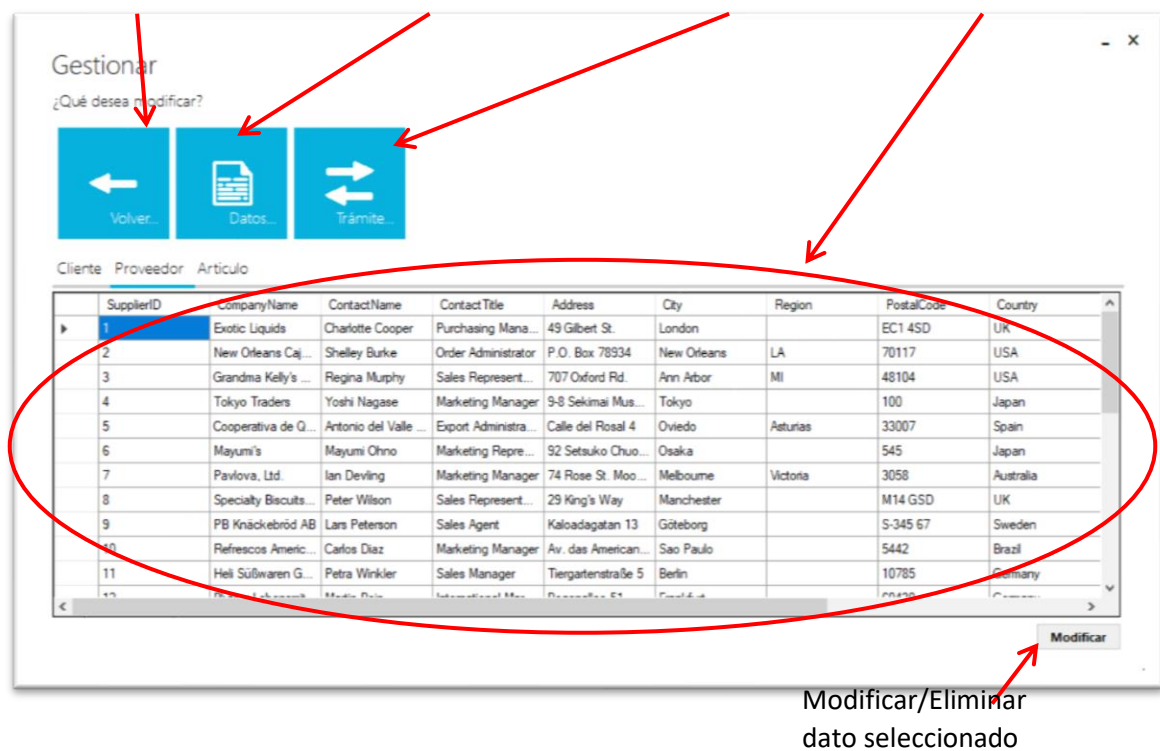 Gestionar
¿Qué desea modificar?
Volver... Datos... Trámite...
Cliente Proveedor Articulo
SupplierID CompanyName ContactName ContactTitle Address City Region PostalCode Country
1 Exotic Liquids Charlotte Cooper Purchasing Mana... 49 Gilbert St. London EC1 4SD UK
2 New Orleans Caj... Shelley Burke Order Administrator P.O. Box 78934 New Orleans LA 70117 USA
3 Grandma Kelly's ... Regina Murphy Sales Represent... 707 Oxford Rd. Ann Arbor MI 48104 USA
4 Tokyo Traders Yoshi Nagase Marketing Manager 9-8 Sekimai Mus... Tokyo 100 Japan
5 Cooperativa de Q... Antonio del Valle ... Export Administra... Calle del Rosal 4 Oviedo Asturias 33007 Spain
6 Mayumi's Mayumi Ohno Marketing Repre... 92 Setsuko Chuo... Osaka 545 Japan
7 Pavlova, Ltd. Ian Devling Marketing Manager 74 Rose St. Moo... Melbourne Victoria 3058 Australia
8 Specialty Biscuits... Peter Wilson Sales Represent... 29 King's Way Manchester M14 GSD UK
9 PB Knäckebröd AB Lars Peterson Sales Agent Kaloadagatan 13 Göteborg S-345 67 Sweden
10 Refrescos Americ... Carlos Diaz Marketing Manager Av. das American... Sao Paulo 5442 Brazil
11 Heli Süßwaren G... Petra Winkler Sales Manager Tiergartenstraße 5 Berlin 10785 Germany
Modificar
Modificar/Eliminar
dato seleccionado